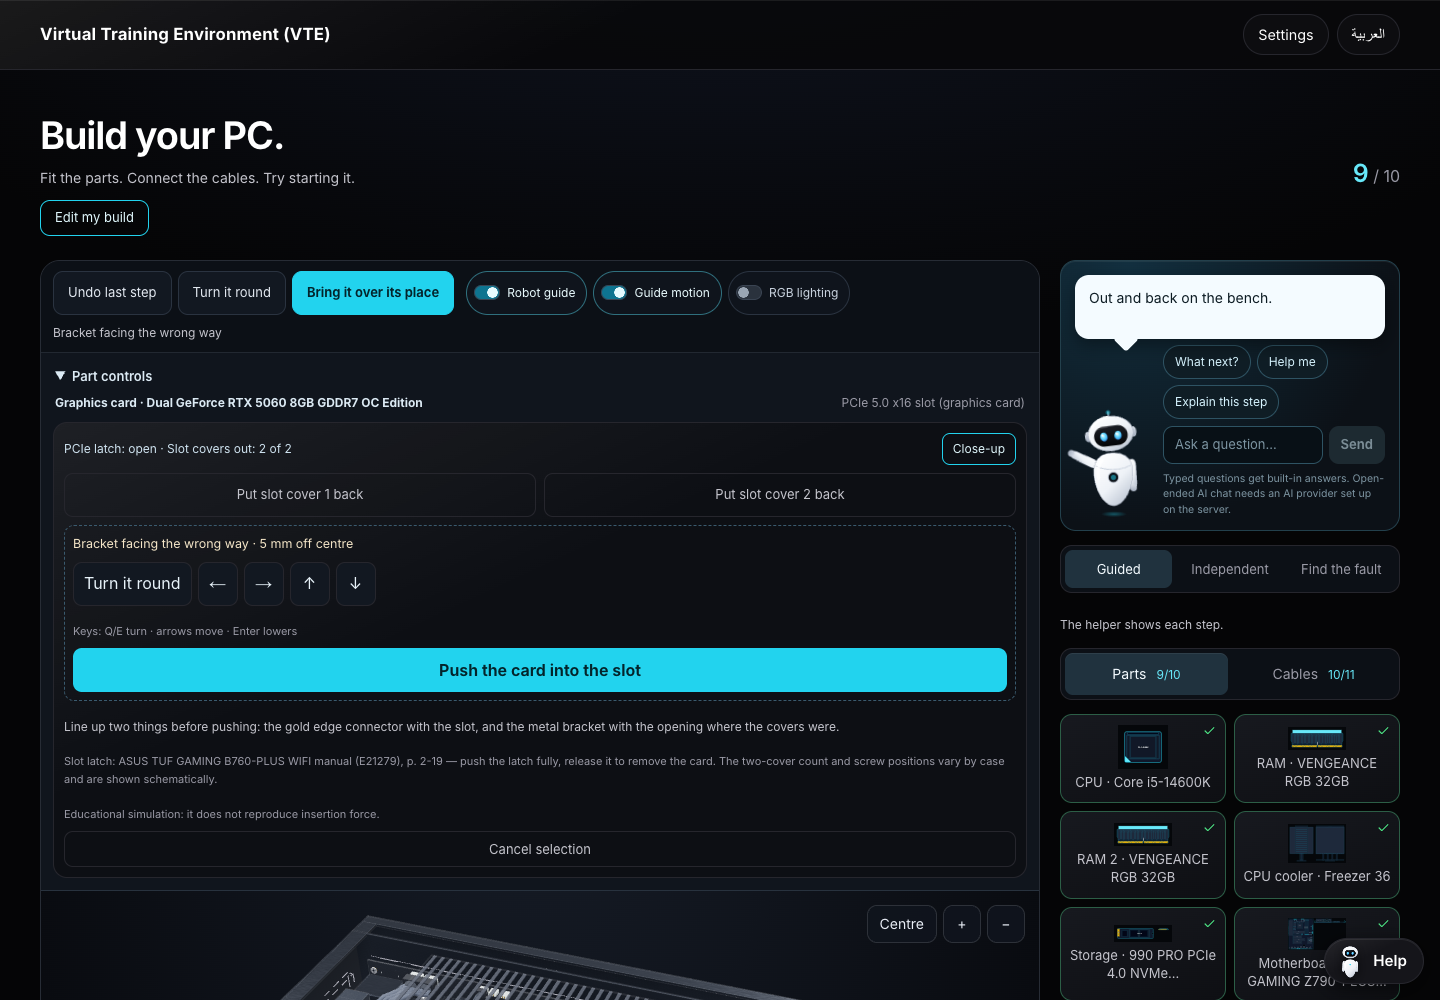 Virtual Training Environment (VTE)
Settings
العربية
Build your PC.
Fit the parts. Connect the cables. Try starting it.
9 / 10
Edit my build
Undo last step
Turn it round
Bring it over its place
Robot guide
Guide motion
RGB lighting
Bracket facing the wrong way
Part controls
Graphics card · Dual GeForce RTX 5060 8GB GDDR7 OC Edition
PCIe 5.0 x16 slot (graphics card)
PCIe latch: open · Slot covers out: 2 of 2
Close-up
Put slot cover 1 back
Put slot cover 2 back
Bracket facing the wrong way · 5 mm off centre
Turn it round
← → ↑ ↓
Keys: Q/E turn · arrows move · Enter lowers
Push the card into the slot
Line up two things before pushing: the gold edge connector with the slot, and the metal bracket with the opening where the covers were.
Slot latch: ASUS TUF GAMING B760-PLUS WIFI manual (E21279), p. 2-19 — push the latch fully, release it to remove the card. The two-cover count and screw positions vary by case
and are shown schematically.
Educational simulation: it does not reproduce insertion force.
Cancel selection
Centre
+
−
Out and back on the bench.
What next?
Help me
Explain this step
Ask a question...
Send
Typed questions get built-in answers. Open-
ended AI chat needs an AI provider set up
on the server.
Guided
Independent
Find the fault
The helper shows each step.
Parts 9/10
Cables 10/11
CPU · Core i5-14600K
RAM · VENGEANCE
RGB 32GB
RAM 2 · VENGEANCE
RGB 32GB
CPU cooler · Freezer 36
Storage · 990 PRO PCIe
4.0 NVMe...
GAMING Z790
Help